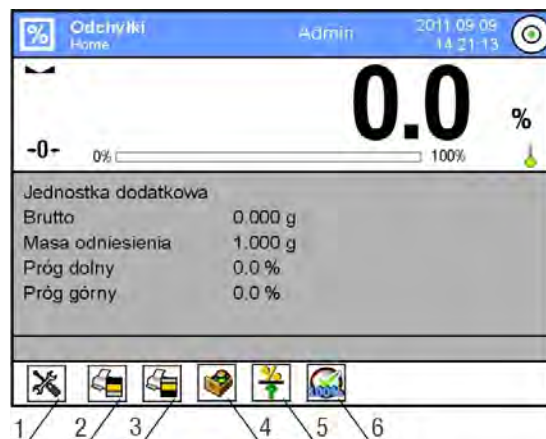 % Odchyłki
Home
Admin
2011.09.09
14:21:13
0.0 %
→0←
0% 100%
Jednostka dodatkowa
Brutto 0.000 g
Masa odniesienia 1.000 g
Próg dolny 0.0 %
Próg górny 0.0 %
% ?
100%
1 2 3 4 5 6